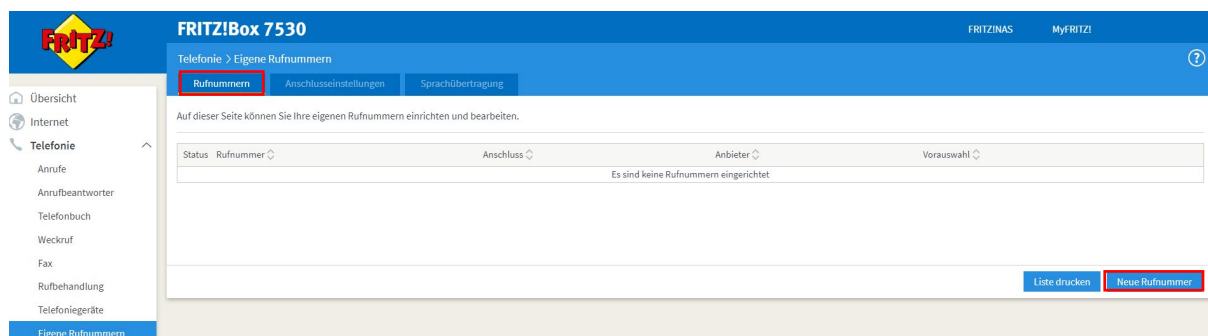 FRITZ!
FRITZ!Box 7530
FRITZ!NAS MyFRITZ!
Telefonie > Eigene Rufnummern ?
Rufnummern Anschlusseinstellungen Sprachübertragung
Übersicht
Internet
Telefonie
Anrufe
Anrufbeantworter
Telefonbuch
Weckruf
Fax
Rufbehandlung
Telefoniegeräte
Eigene Rufnummern
Auf dieser Seite können Sie Ihre eigenen Rufnummern einrichten und bearbeiten.
Status Rufnummer Anschluss Anbieter Vorauswahl
Es sind keine Rufnummern eingerichtet
Liste drucken Neue Rufnummer